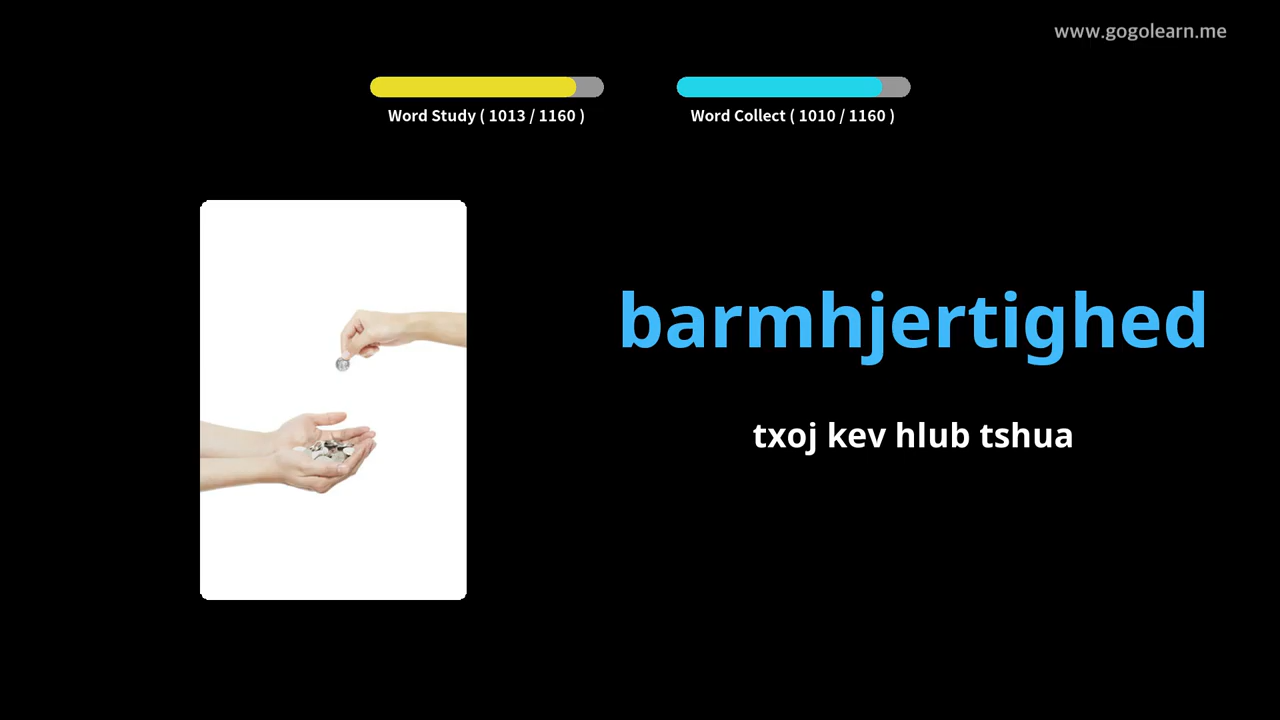 www.gogolearn.me
Word Study ( 1013 / 1160 )
Word Collect ( 1010 / 1160 )
barmhjertighed
txoj kev hlub tshua